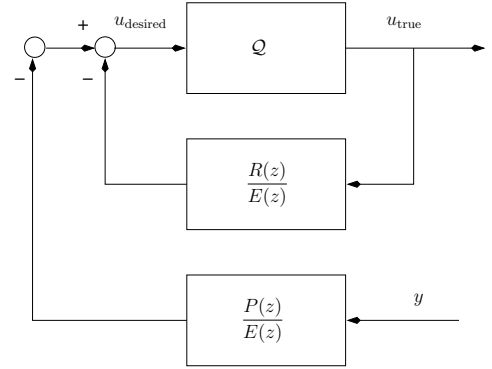 + u_desired u_true
𝒬
−
−
R(z)
E(z)
P(z)
E(z)
y